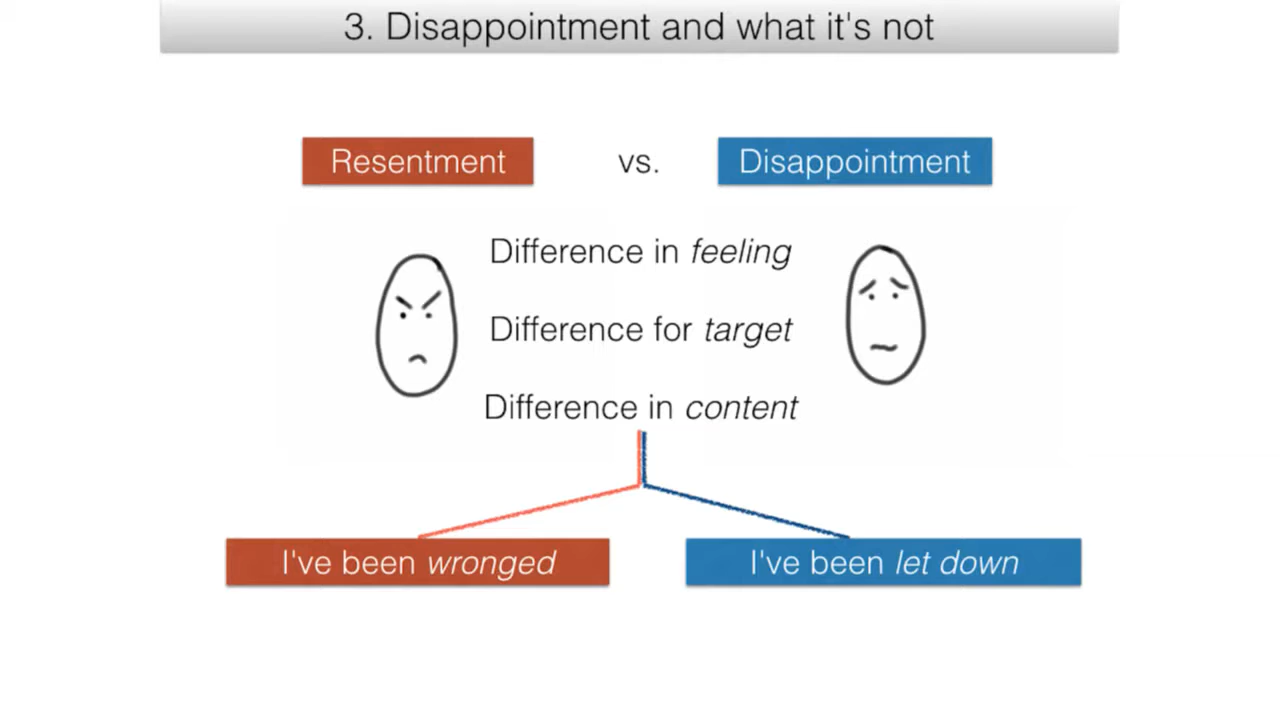 3. Disappointment and what it's not
Resentment vs. Disappointment
Difference in feeling
Difference for target
Difference in content
I've been wronged
I've been let down